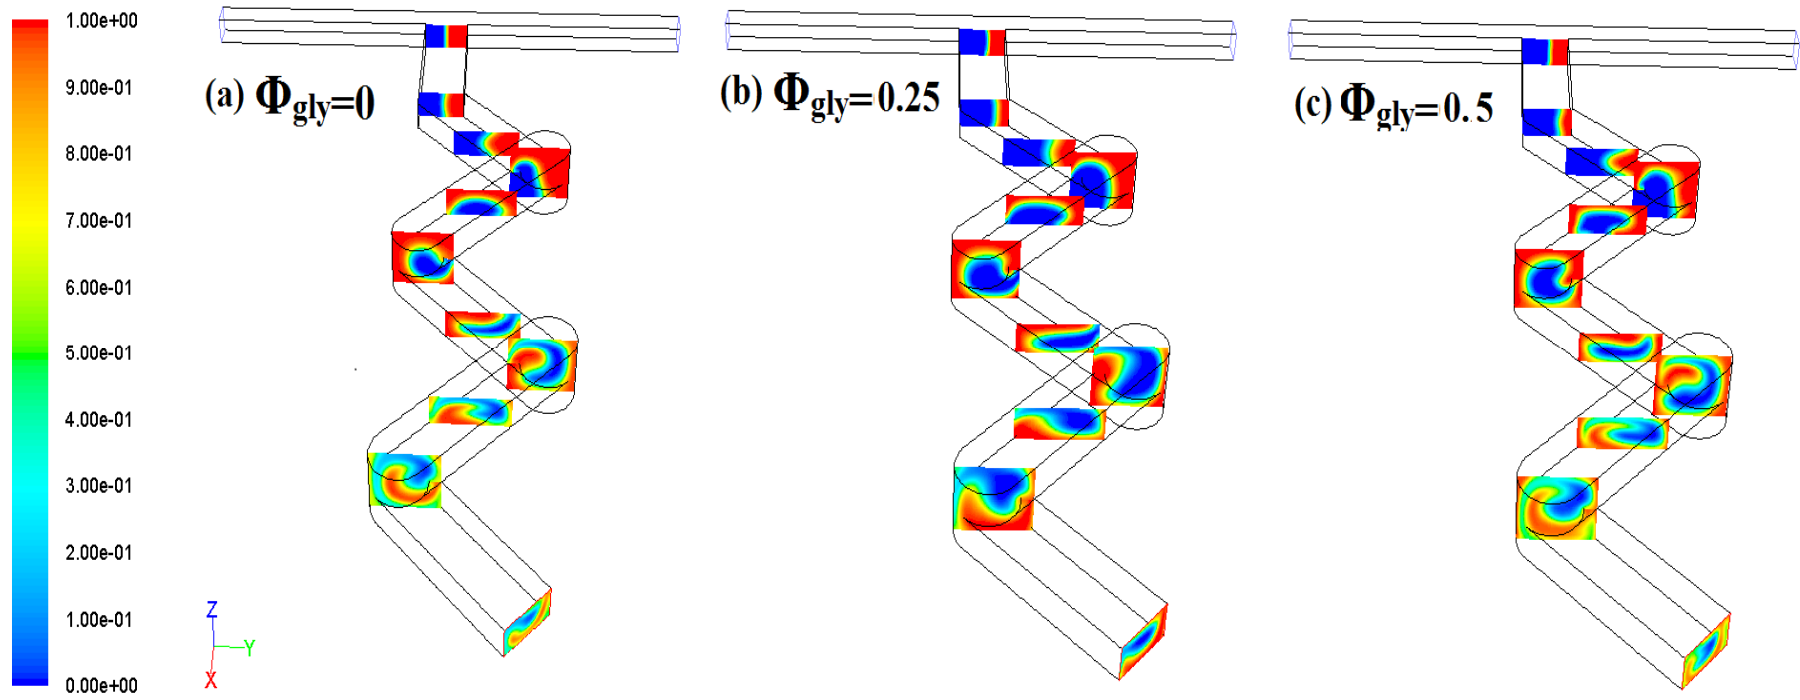 1.00e+00
9.00e-01
8.00e-01
7.00e-01
6.00e-01
5.00e-01
4.00e-01
3.00e-01
2.00e-01
1.00e-01
0.00e+00
(a) Φgly=0
(b) Φgly=0.25
(c) Φgly=0.5
Z
Y
X